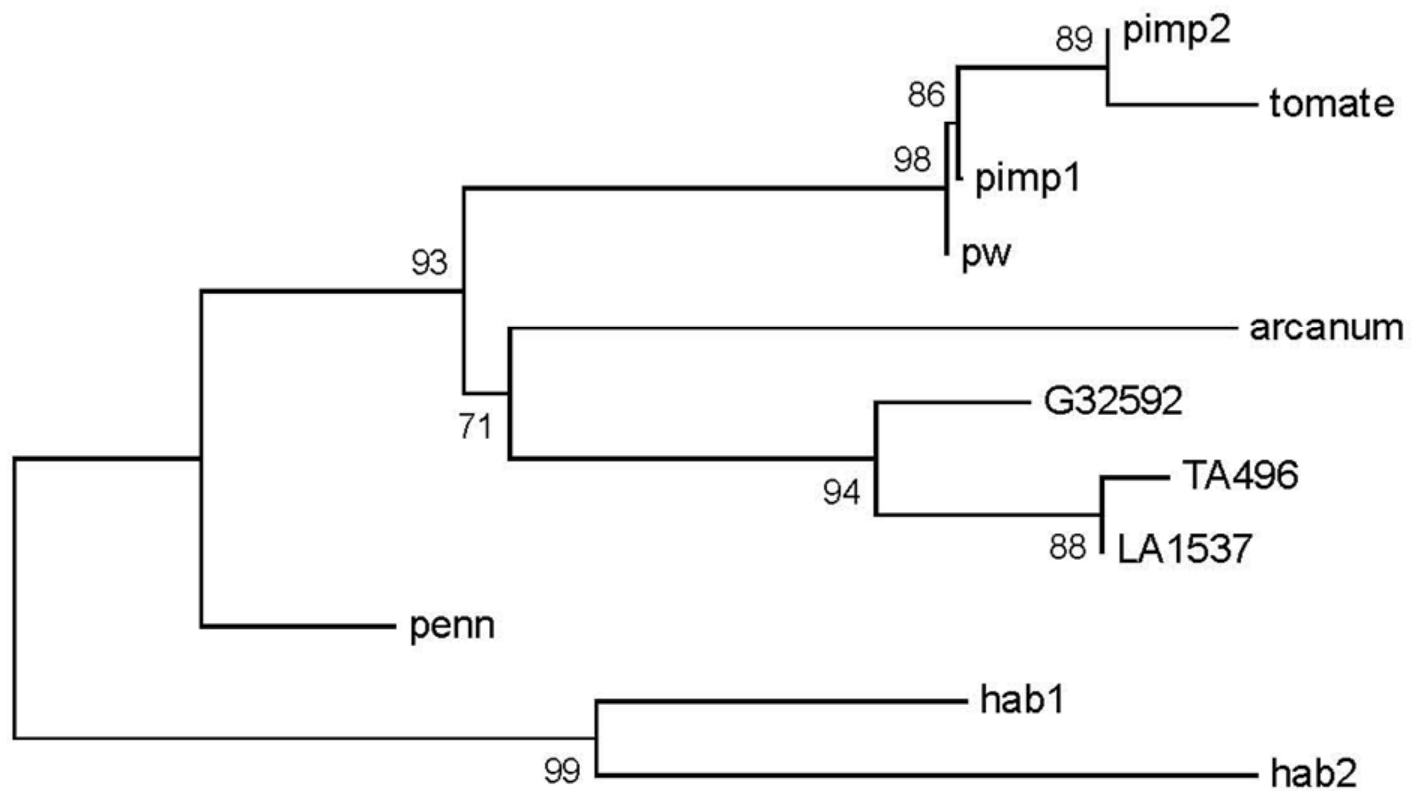 89
pimp2
tomate
86
98
pimp1
pw
93
arcanum
G32592
71
TA496
94
88
LA1537
penn
hab1
99
hab2